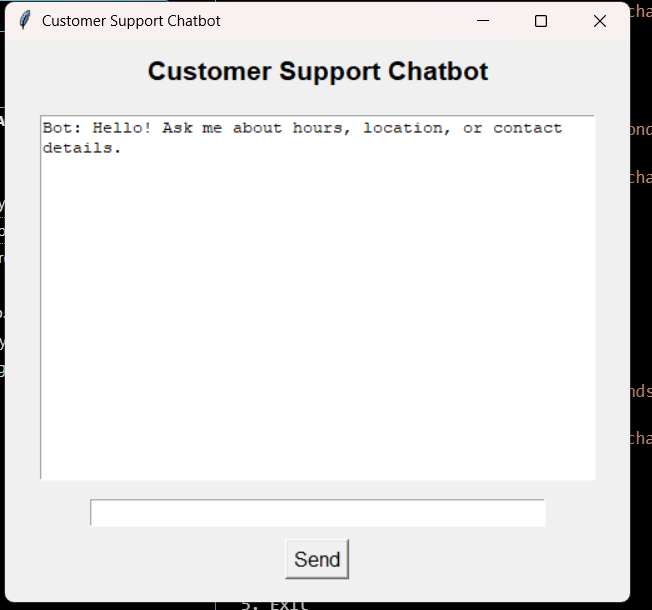 Customer Support Chatbot
Customer Support Chatbot
Bot: Hello! Ask me about hours, location, or contact
details.
Send
5. Exit